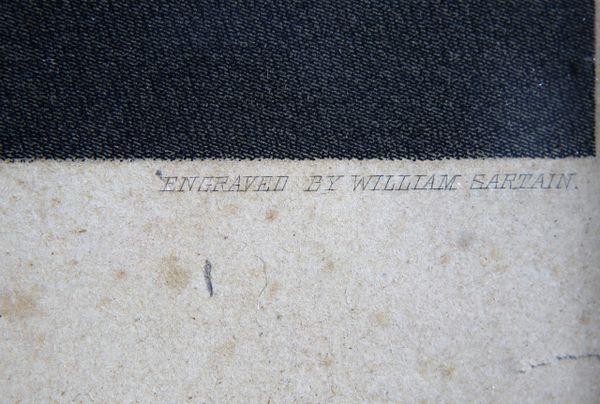 ENGRAVED BY WILLIAM SARTAIN.